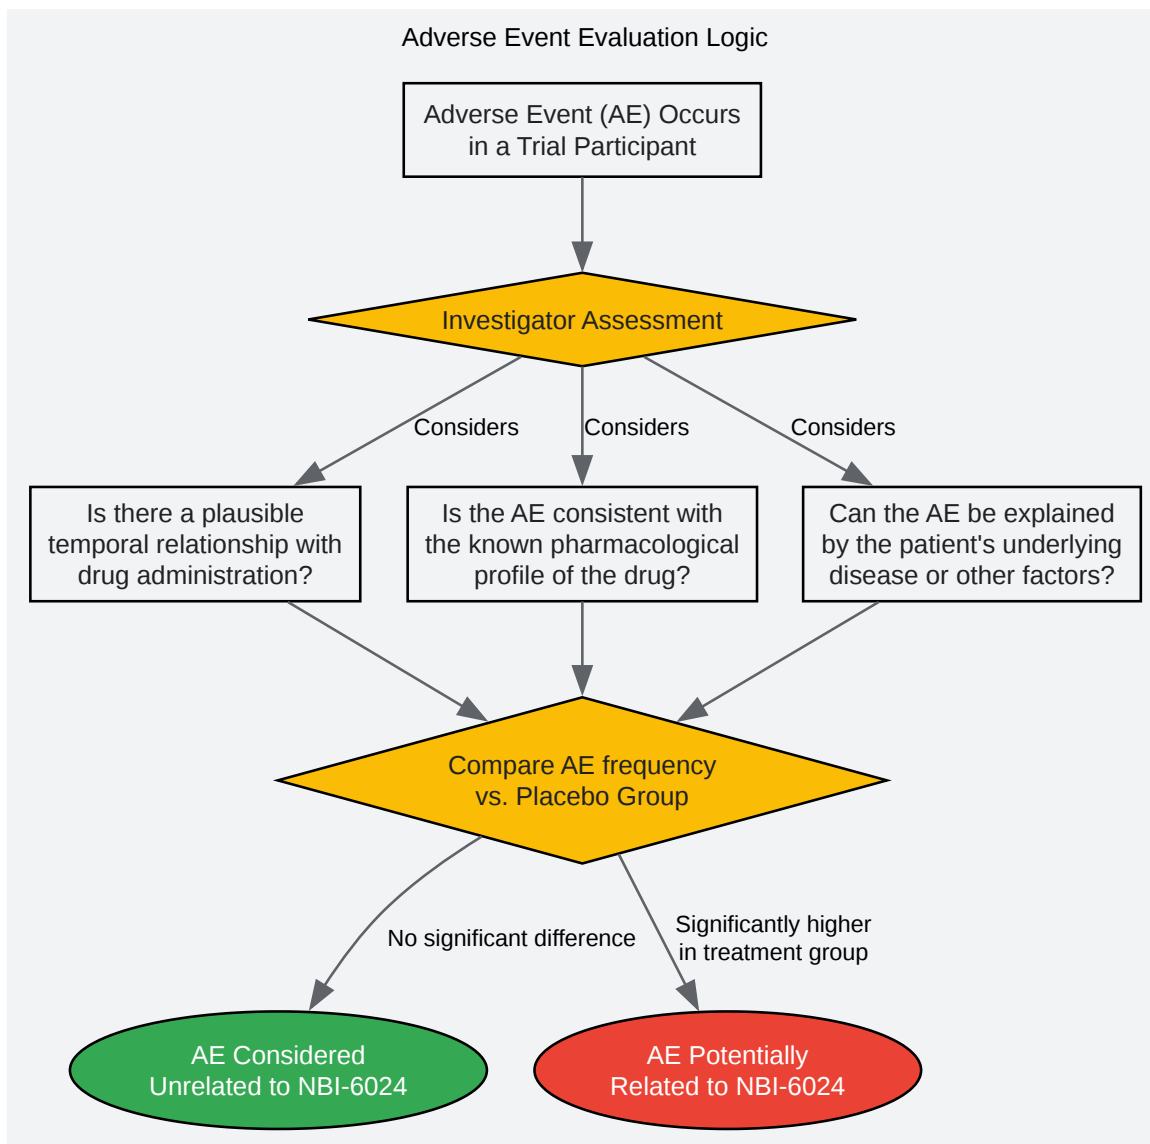 Adverse Event Evaluation Logic
Adverse Event (AE) Occurs
in a Trial Participant
Investigator Assessment
Considers
Considers
Considers
Is there a plausible
temporal relationship with
drug administration?
Is the AE consistent with
the known pharmacological
profile of the drug?
Can the AE be explained
by the patient's underlying
disease or other factors?
Compare AE frequency
vs. Placebo Group
No significant difference
Significantly higher
in treatment group
AE Considered
Unrelated to NBI-6024
AE Potentially
Related to NBI-6024